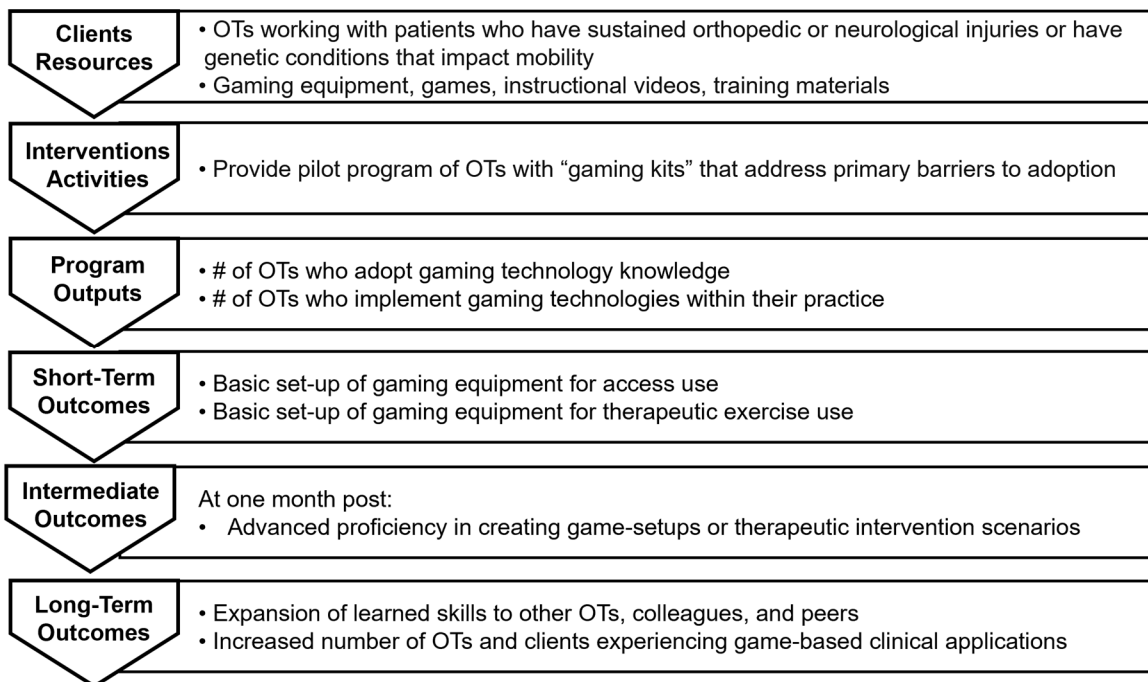 Clients
Resources
• OTs working with patients who have sustained orthopedic or neurological injuries or have
genetic conditions that impact mobility
• Gaming equipment, games, instructional videos, training materials
Interventions
Activities
• Provide pilot program of OTs with “gaming kits” that address primary barriers to adoption
Program
Outputs
• # of OTs who adopt gaming technology knowledge
• # of OTs who implement gaming technologies within their practice
Short-Term
Outcomes
• Basic set-up of gaming equipment for access use
• Basic set-up of gaming equipment for therapeutic exercise use
Intermediate
Outcomes
At one month post:
• Advanced proficiency in creating game-setups or therapeutic intervention scenarios
Long-Term
Outcomes
• Expansion of learned skills to other OTs, colleagues, and peers
• Increased number of OTs and clients experiencing game-based clinical applications